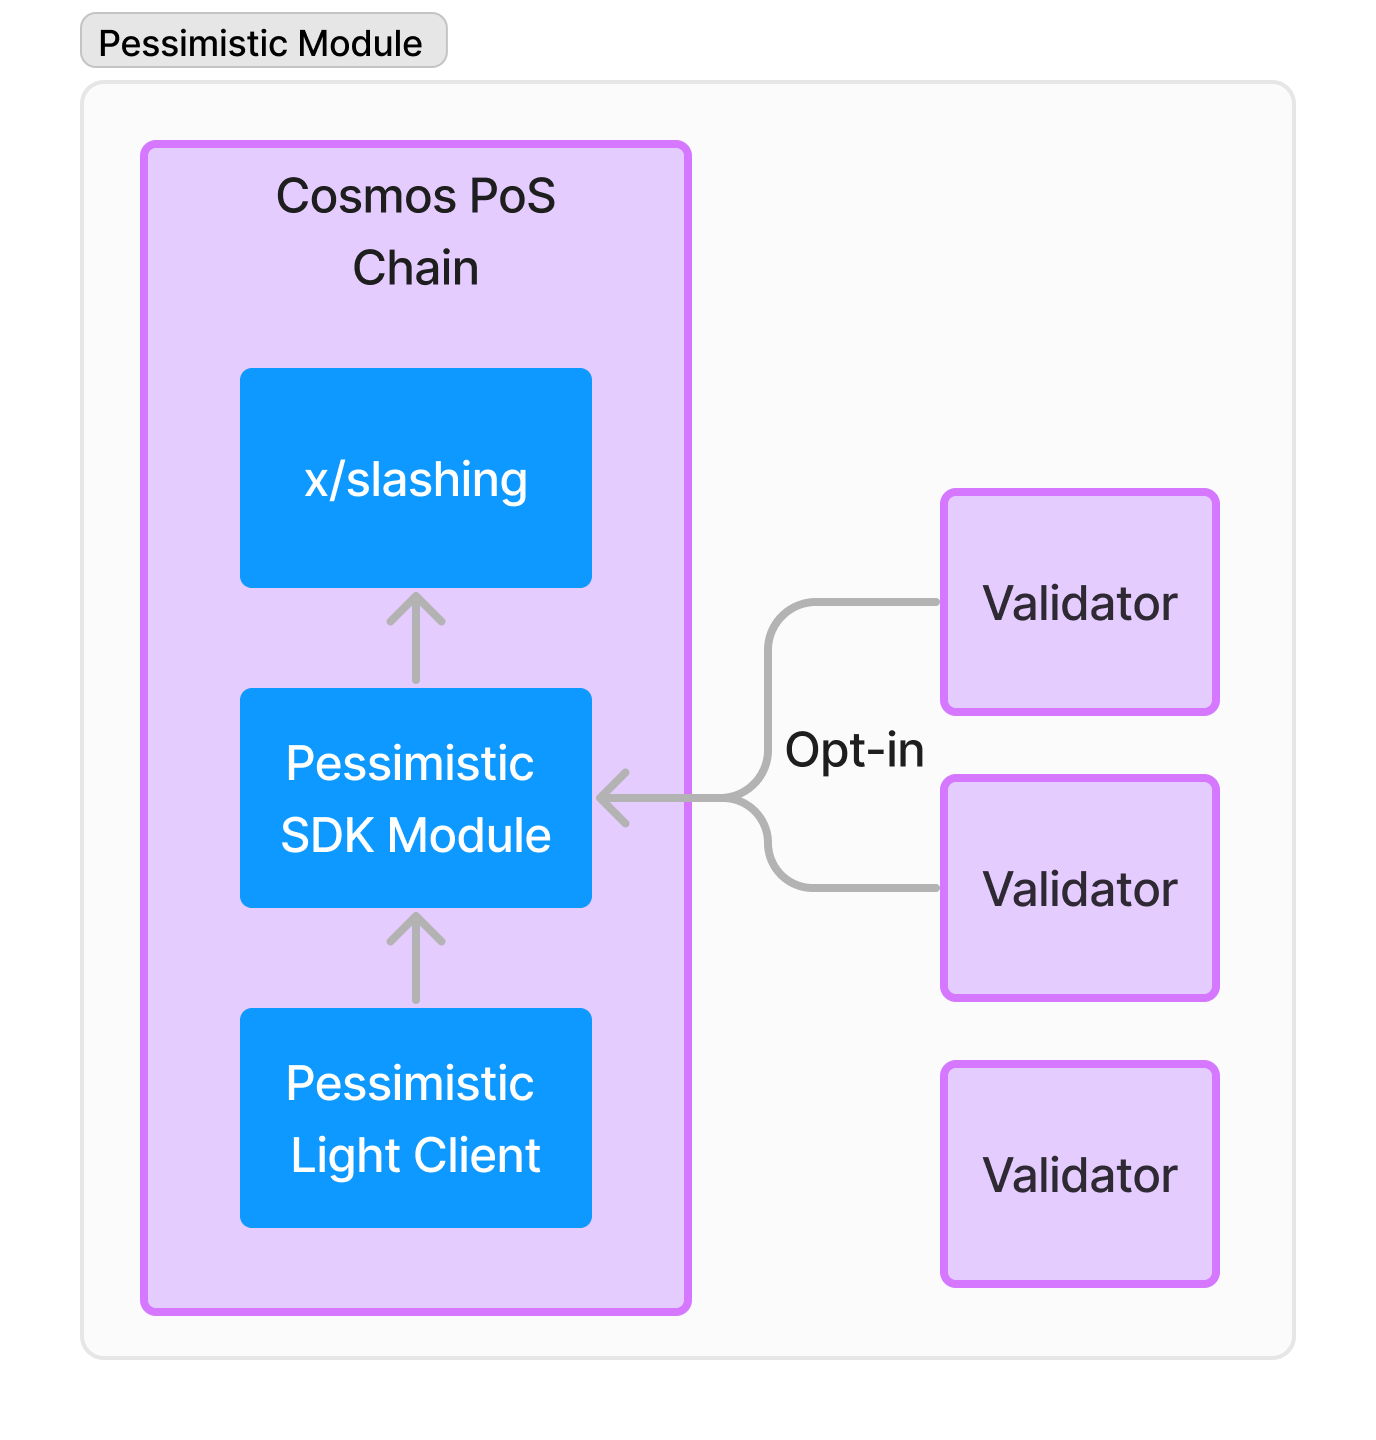 Pessimistic Module
Cosmos PoS
Chain
x/slashing
Pessimistic
SDK Module
Pessimistic
Light Client
Opt-in
Validator
Validator
Validator